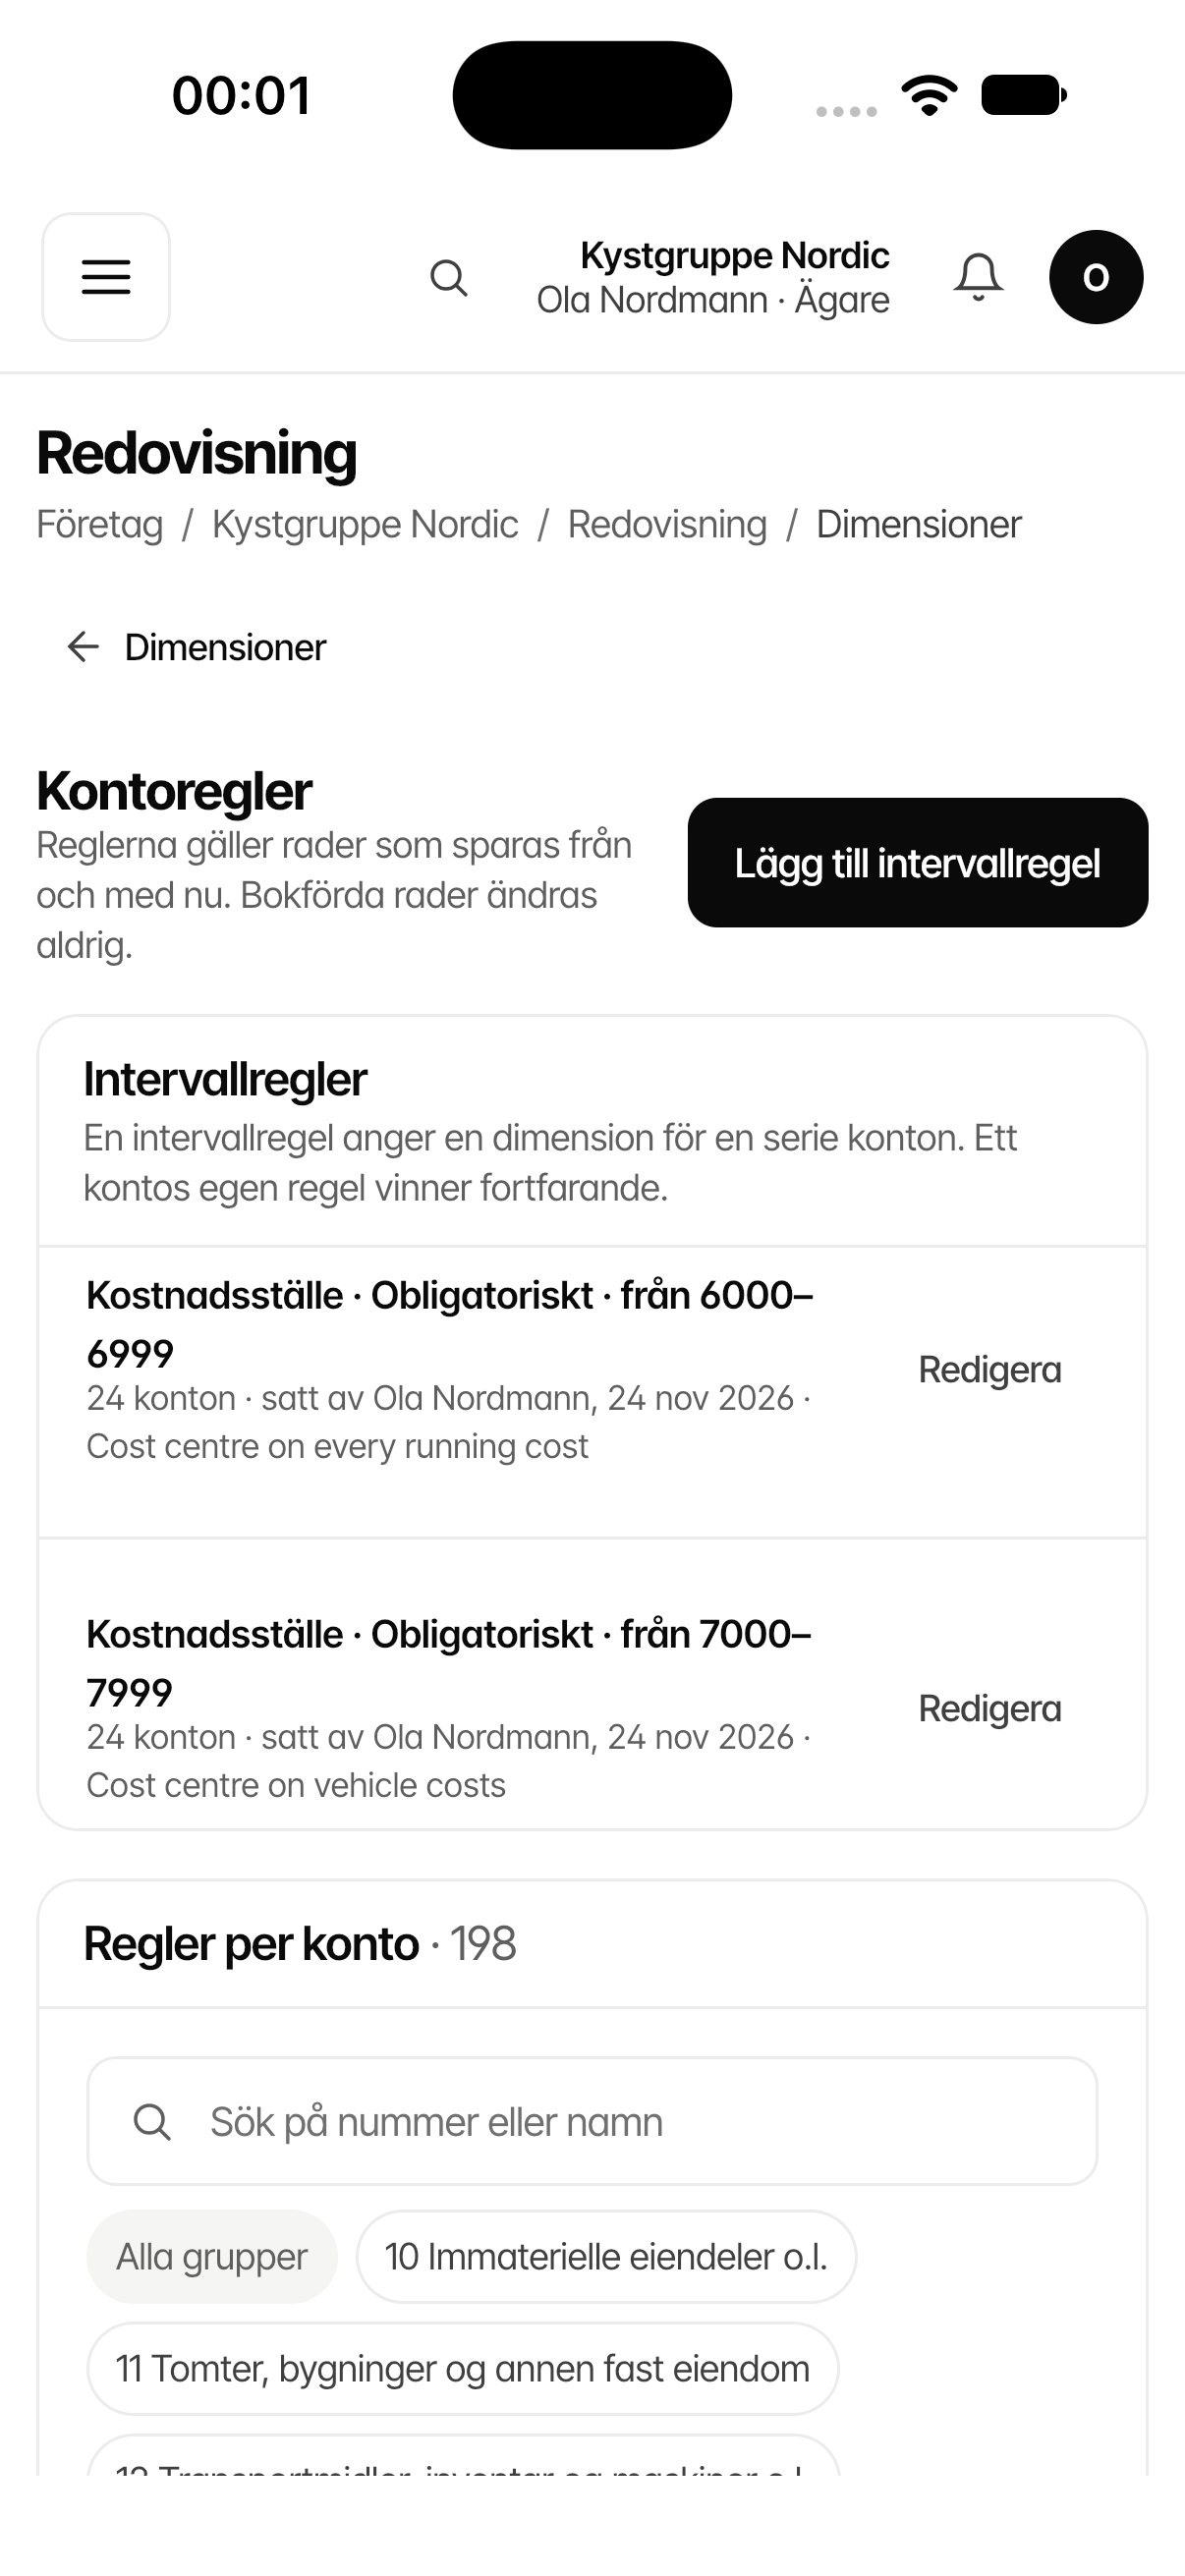 00:01
Kystgruppe Nordic
Ola Nordmann · Ägare
O
Redovisning
Företag / Kystgruppe Nordic / Redovisning / Dimensioner
Dimensioner
Kontoregler
Reglerna gäller rader som sparas från
och med nu. Bokförda rader ändras
aldrig.
Lägg till intervallregel
Intervallregler
En intervallregel anger en dimension för en serie konton. Ett
kontos egen regel vinner fortfarande.
Kostnadsställe · Obligatoriskt · från 6000–
6999
24 konton · satt av Ola Nordmann, 24 nov 2026 ·
Cost centre on every running cost
Redigera
Kostnadsställe · Obligatoriskt · från 7000–
7999
24 konton · satt av Ola Nordmann, 24 nov 2026 ·
Cost centre on vehicle costs
Redigera
Regler per konto · 198
Sök på nummer eller namn
Alla grupper
10 Immaterielle eiendeler o.l.
11 Tomter, bygninger og annen fast eiendom
12 Transportmidler, inventar og maskiner o.l.